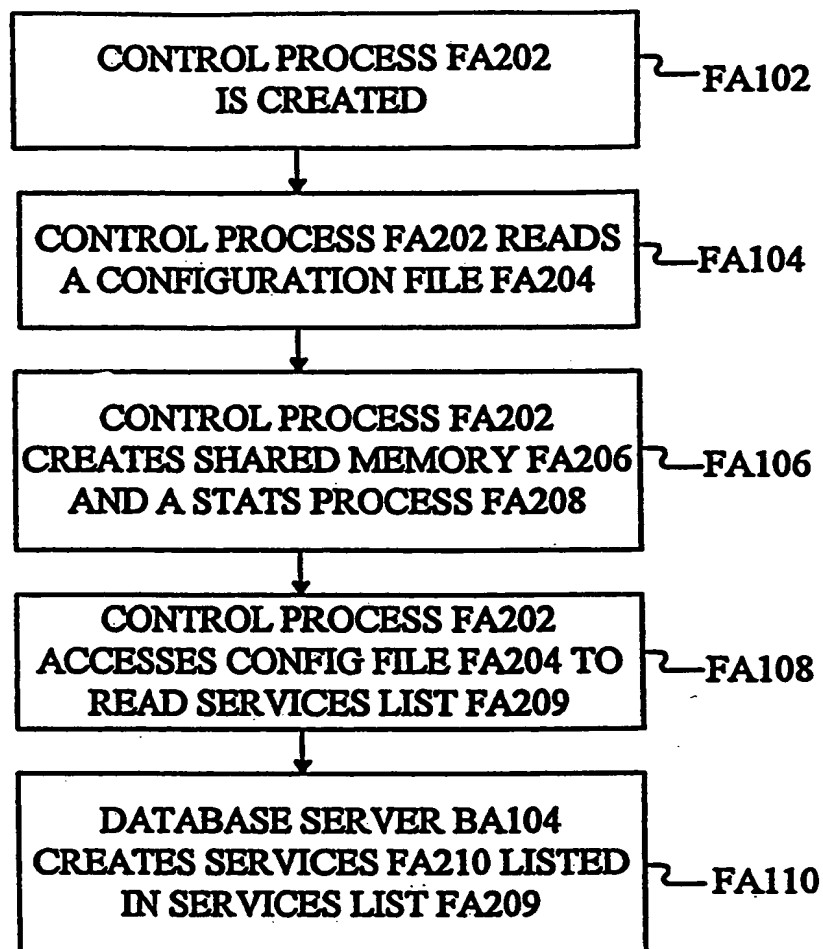 CONTROL PROCESS FA202
IS CREATED
FA102
CONTROL PROCESS FA202 READS
A CONFIGURATION FILE FA204
FA104
CONTROL PROCESS FA202
CREATES SHARED MEMORY FA206
AND A STATS PROCESS FA208
FA106
CONTROL PROCESS FA202
ACCESSES CONFIG FILE FA204 TO
READ SERVICES LIST FA209
FA108
DATABASE SERVER BA104
CREATES SERVICES FA210 LISTED
IN SERVICES LIST FA209
FA110